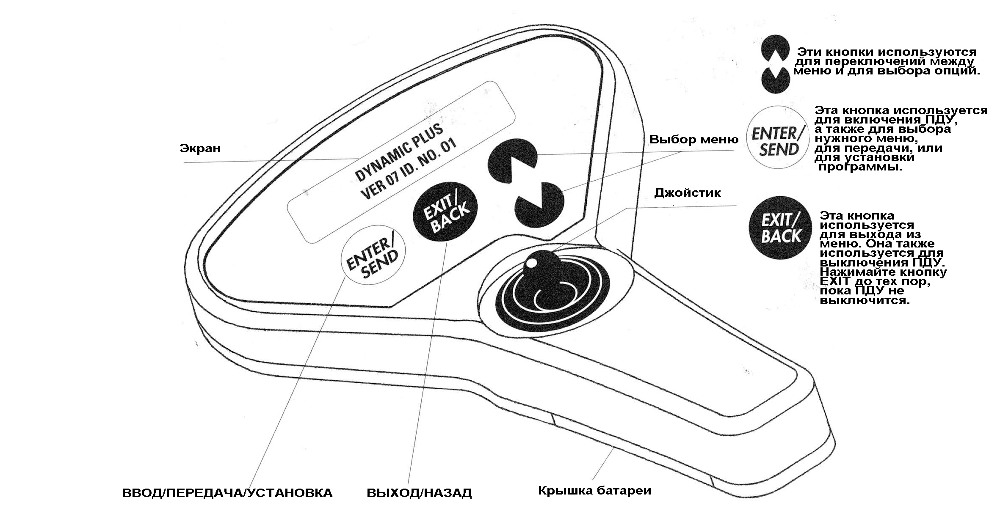 Эти кнопки используются
для переключений между
меню и для выбора опций.
Эта кнопка используется
для включения ПДУ,
а также для выбора
нужного меню,
для передачи, или
для установки
программы.
ENTER/
SEND
Выбор меню
Экран
DYNAMIC PLUS
VER 07 ID. NO. 01
Джойстик
EXIT/
BACK
ENTER/
SEND
EXIT/
BACK
Эта кнопка
используется
для выхода из
меню. Она также
используется для
выключения ПДУ.
Нажимайте кнопку
EXIT до тех пор,
пока ПДУ не
выключится.
ВВОД/ПЕРЕДАЧА/УСТАНОВКА
ВЫХОД/НАЗАД
Крышка батареи